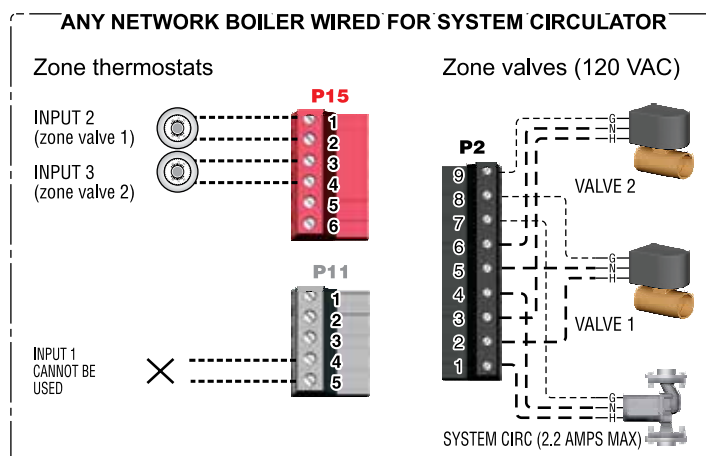 ANY NETWORK BOILER WIRED FOR SYSTEM CIRCULATOR
Zone thermostats
P15
INPUT 2
(zone valve 1)
INPUT 3
(zone valve 2)
1
2
3
4
5
6
P11
1
2
3
4
5
INPUT 1
CANNOT BE
USED
Zone valves (120 VAC)
P2
9
8
7
6
5
4
3
2
1
G
N
H
VALVE 2
G
N
H
VALVE 1
G
N
H
SYSTEM CIRC (2.2 AMPS MAX)